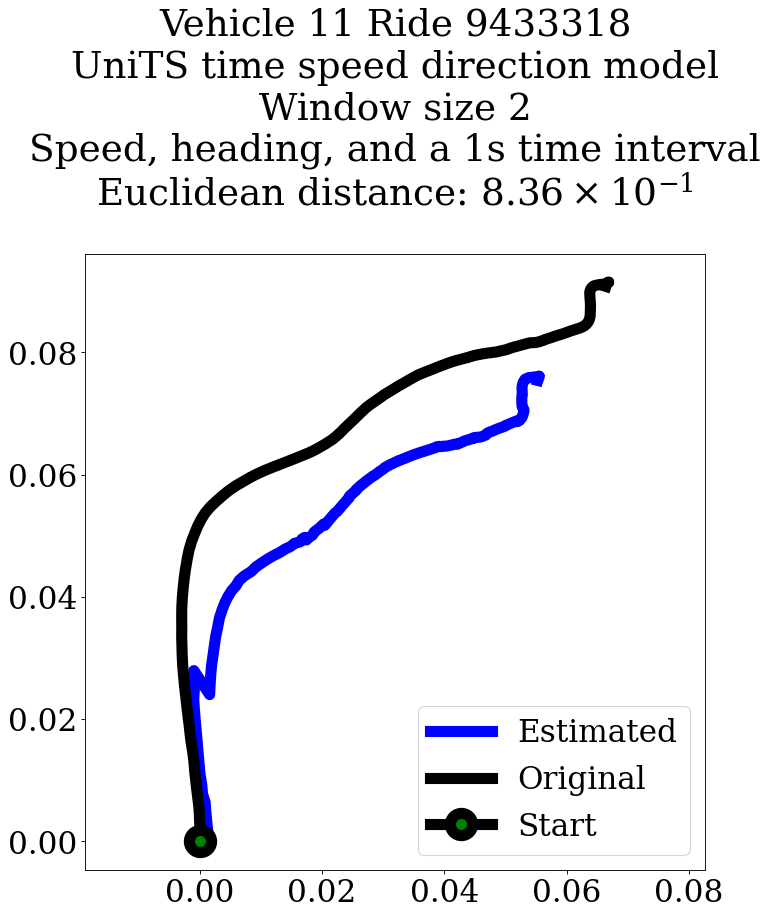 Vehicle 11 Ride 9433318
UniTS time speed direction model
Window size 2
Speed, heading, and a 1s time interval
Euclidean distance: 8.36 × 10⁻¹
0.08
0.06
0.04
0.02
0.00
Estimated
Original
Start
0.00 0.02 0.04 0.06 0.08